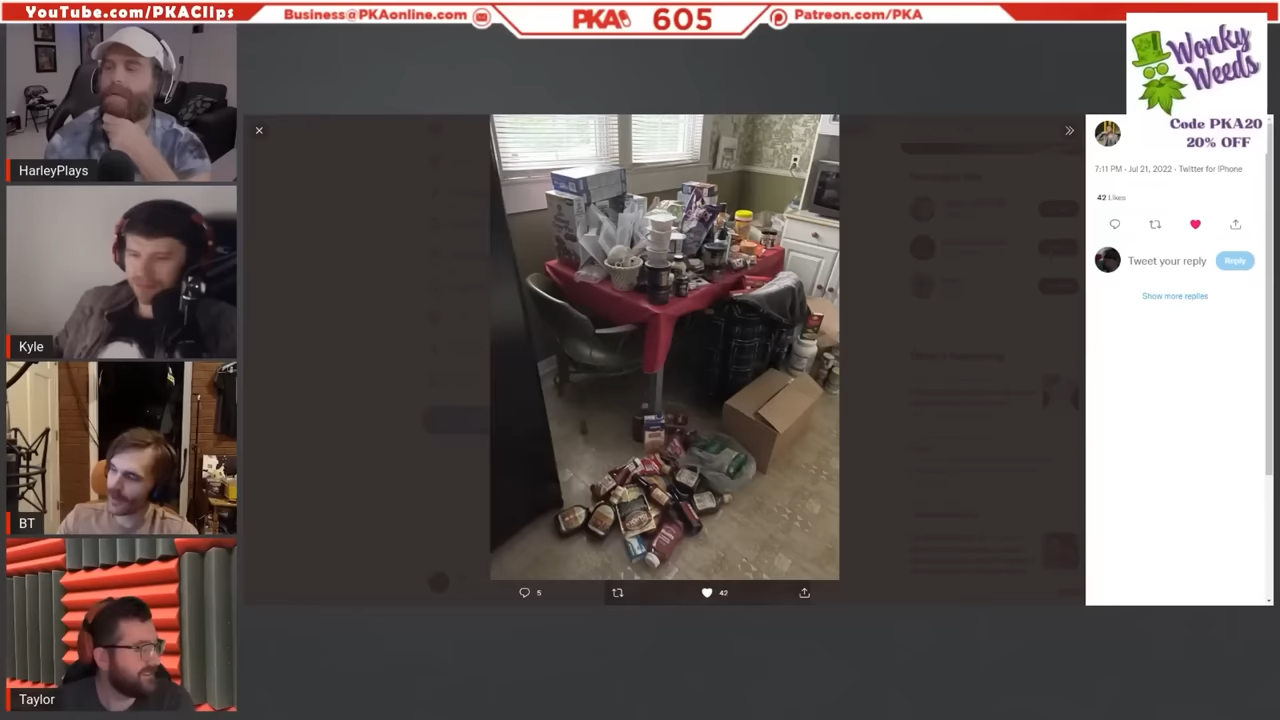 YouTube.com/PKAClips
Business@PKAonline.com
PKA 605
Patreon.com/PKA
Wonky
Weeds
Code PKA20
20% OFF
HarleyPlays
7:11 PM · Jul 21, 2022 · Twitter for iPhone
42 Likes
Tweet your reply
Reply
Show more replies
Kyle
BT
5
42
Taylor